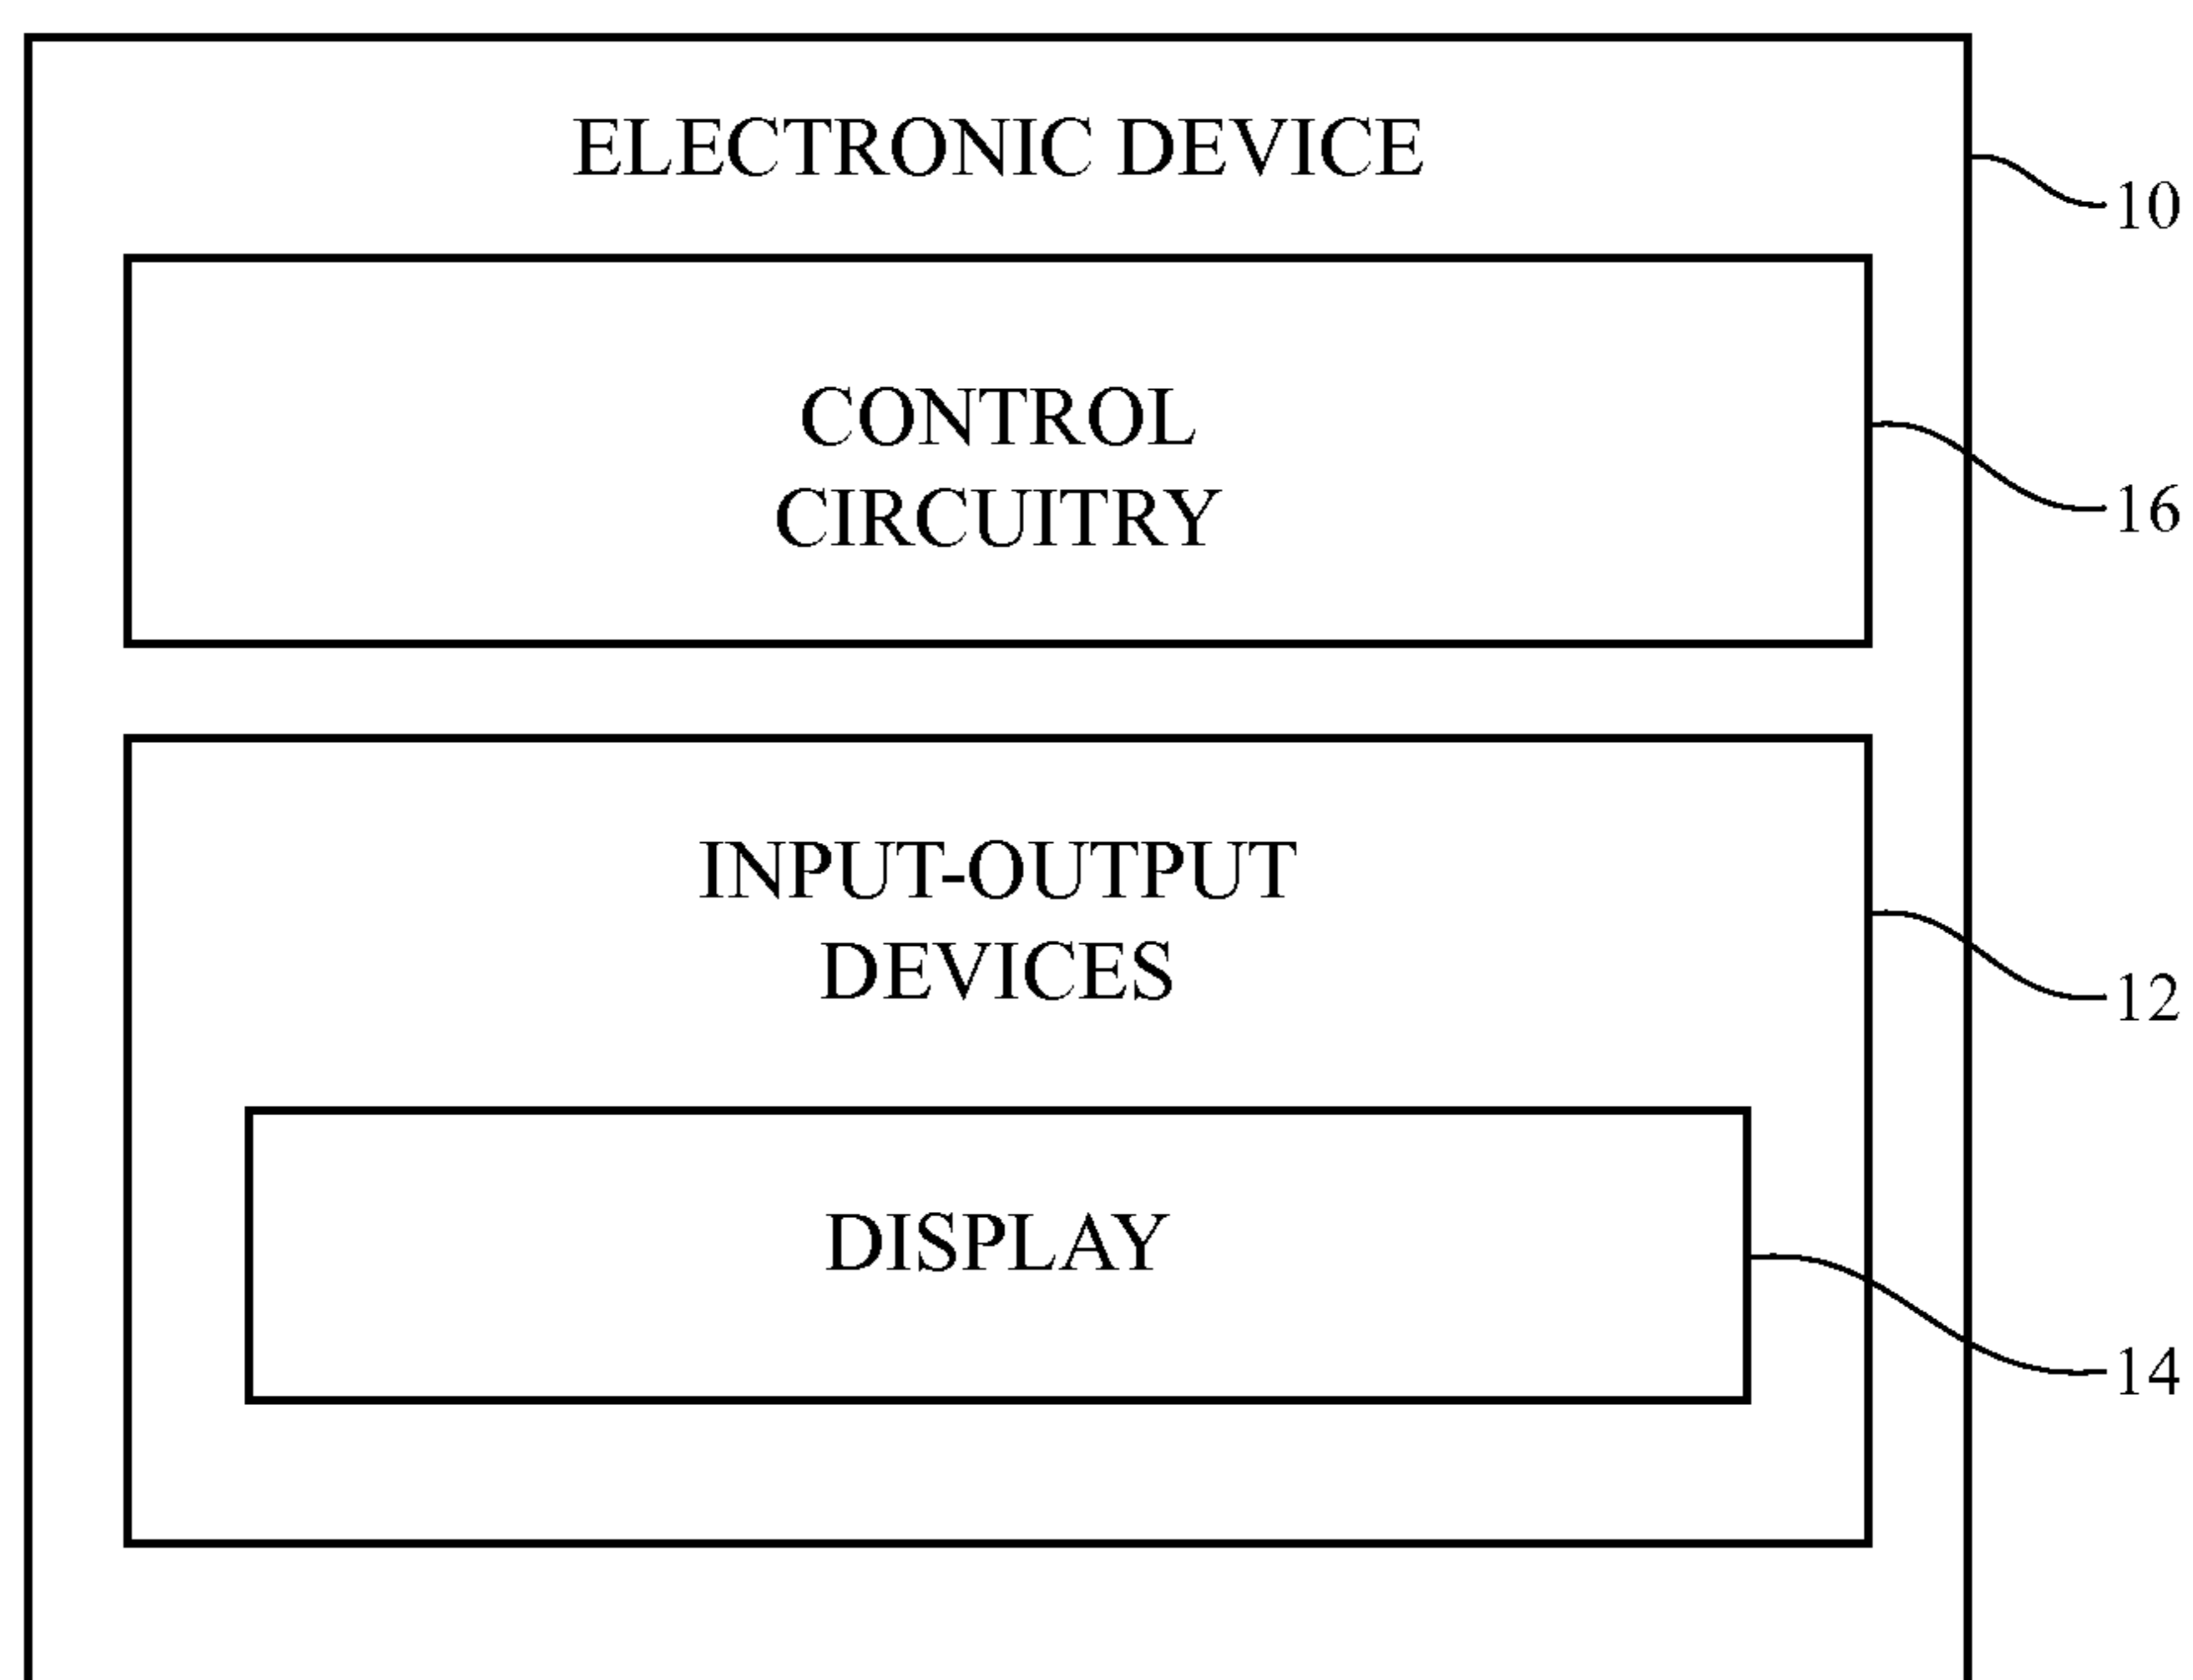 ELECTRONIC DEVICE
10
CONTROL
CIRCUITRY
16
INPUT-OUTPUT
DEVICES
12
DISPLAY
14